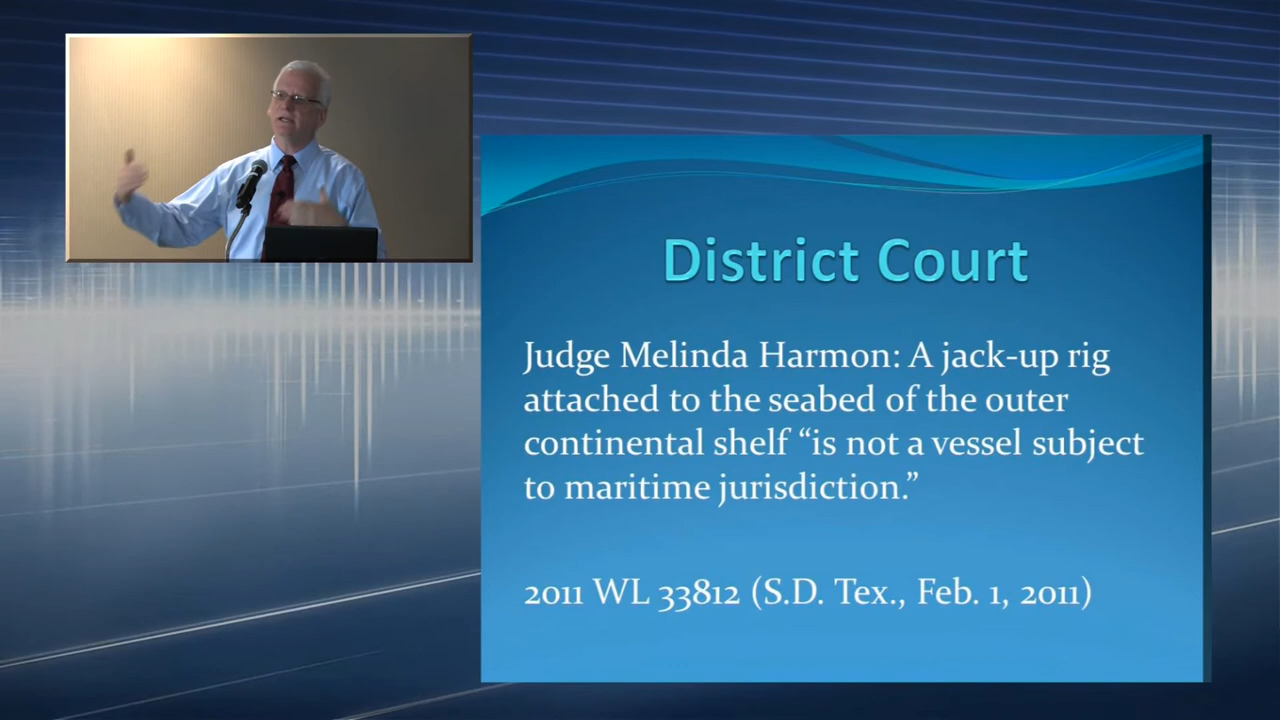 District Court
Judge Melinda Harmon: A jack-up rig
attached to the seabed of the outer
continental shelf “is not a vessel subject
to maritime jurisdiction.”
2011 WL 33812 (S.D. Tex., Feb. 1, 2011)